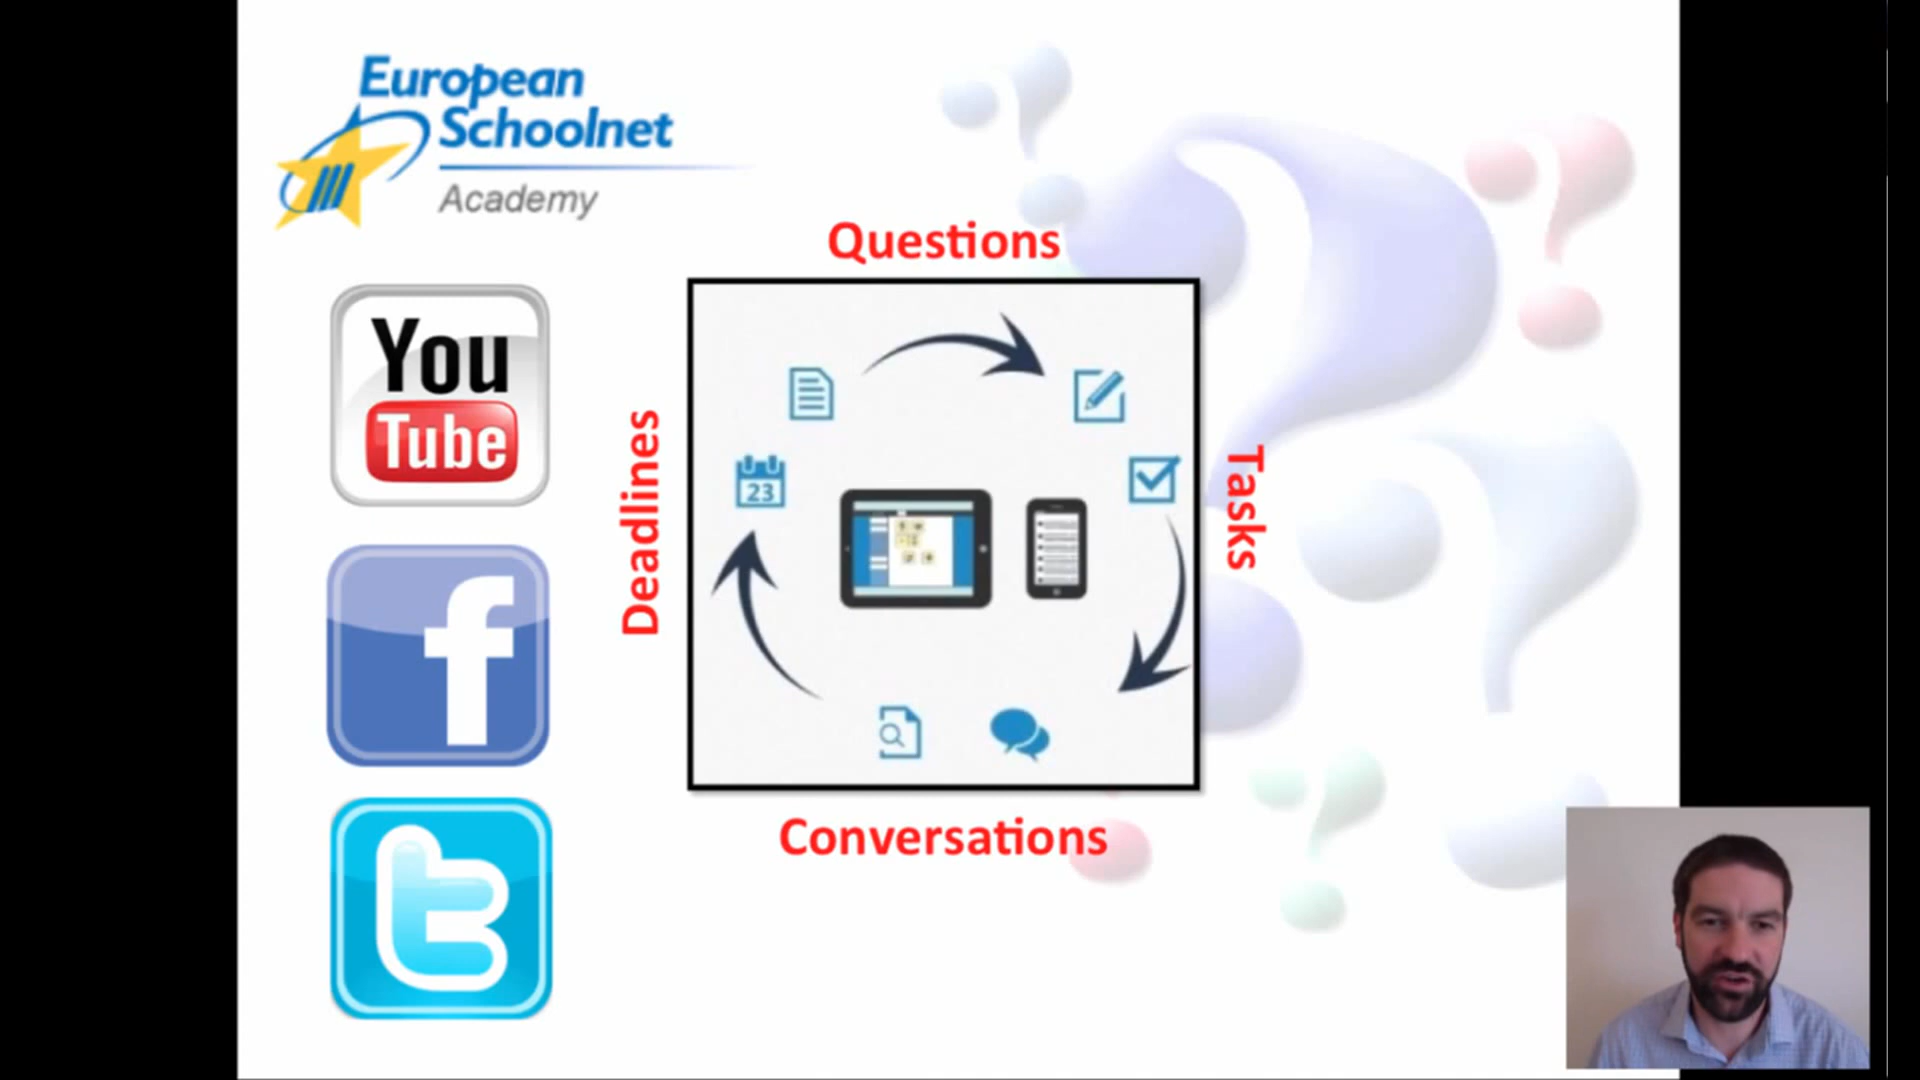 European
Schoolnet
Academy
Questions
You
Tube
Deadlines
23
Tasks
f
t
Conversations